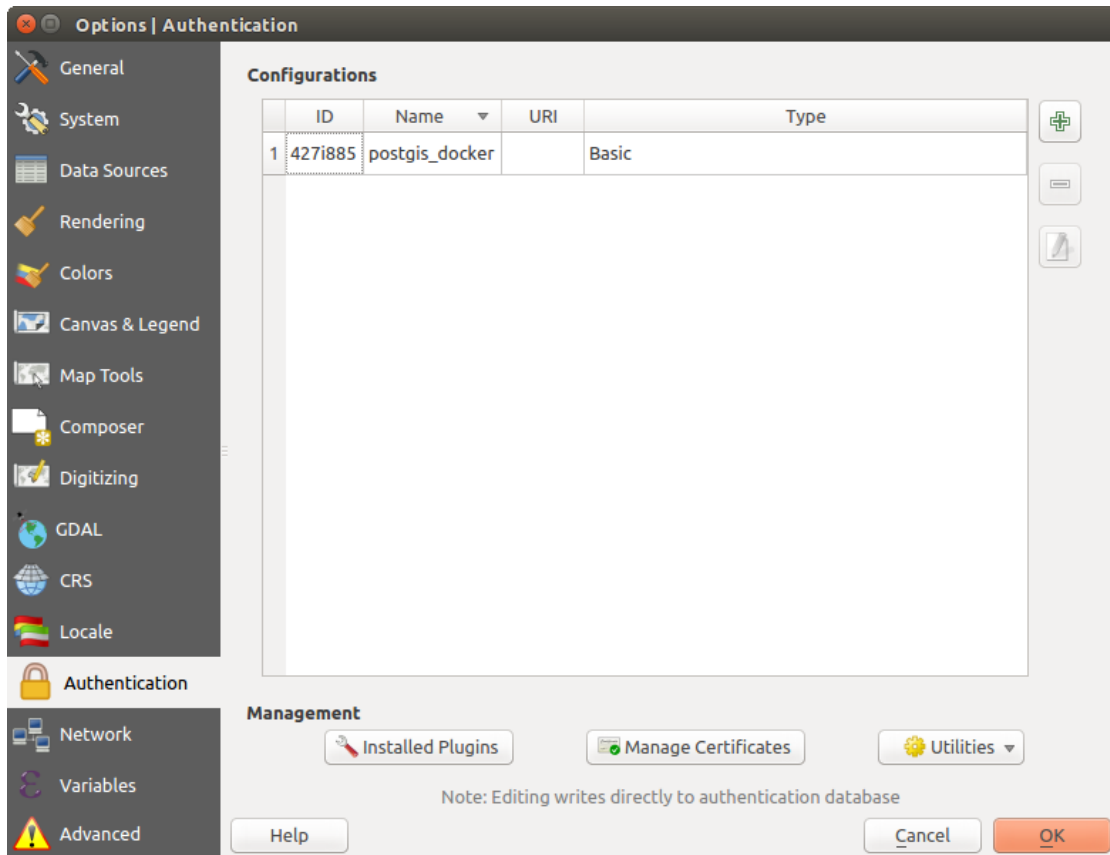 Options | Authentication
General
System
Data Sources
Rendering
Colors
Canvas & Legend
Map Tools
Composer
Digitizing
GDAL
CRS
Locale
Authentication
Network
Variables
Advanced
Configurations
ID Name URI Type
1 427i885 postgis_docker Basic
Management
Installed Plugins Manage Certificates Utilities
Note: Editing writes directly to authentication database
Help Cancel OK